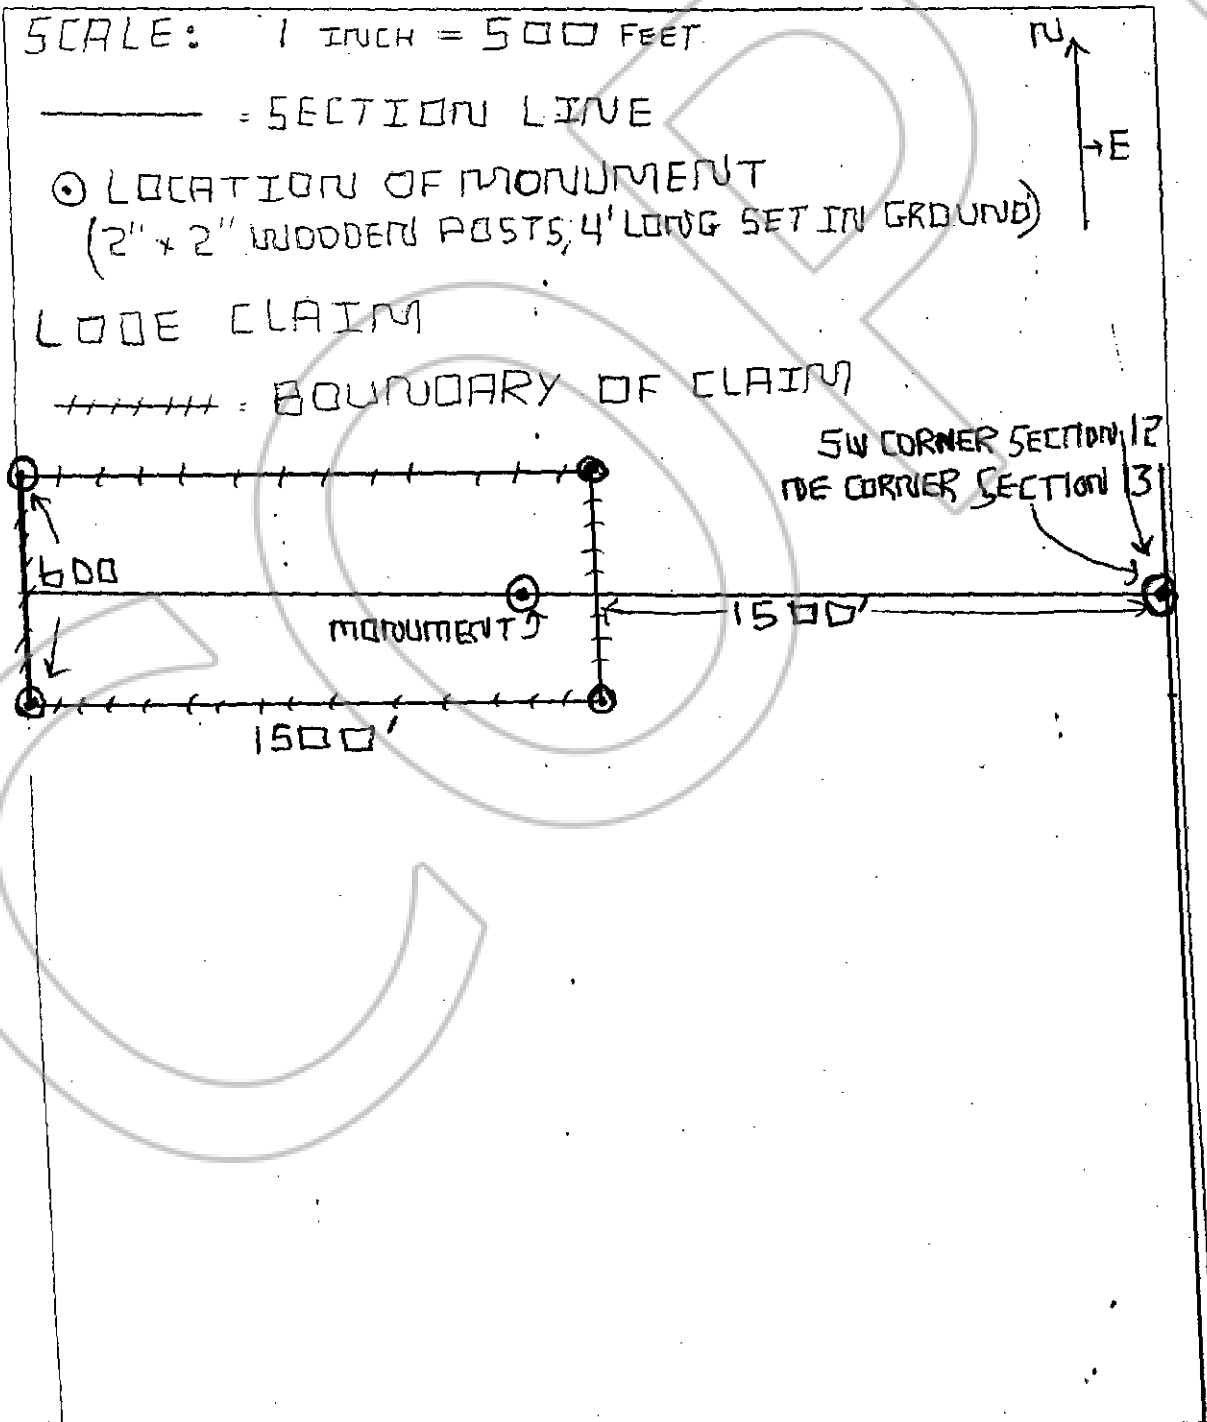 SCALE: 1 INCH = 500 FEET
N
= SECTION LINE
E
LOCATION OF MONUMENT
(2" x 2" WOODEN POSTS, 4' LONG SET IN GROUND)
LODE CLAIM
= BOUNDARY OF CLAIM
SW CORNER SECTION 12
NE CORNER SECTION 13
600
MONUMENT
1500'
1500'
COPY